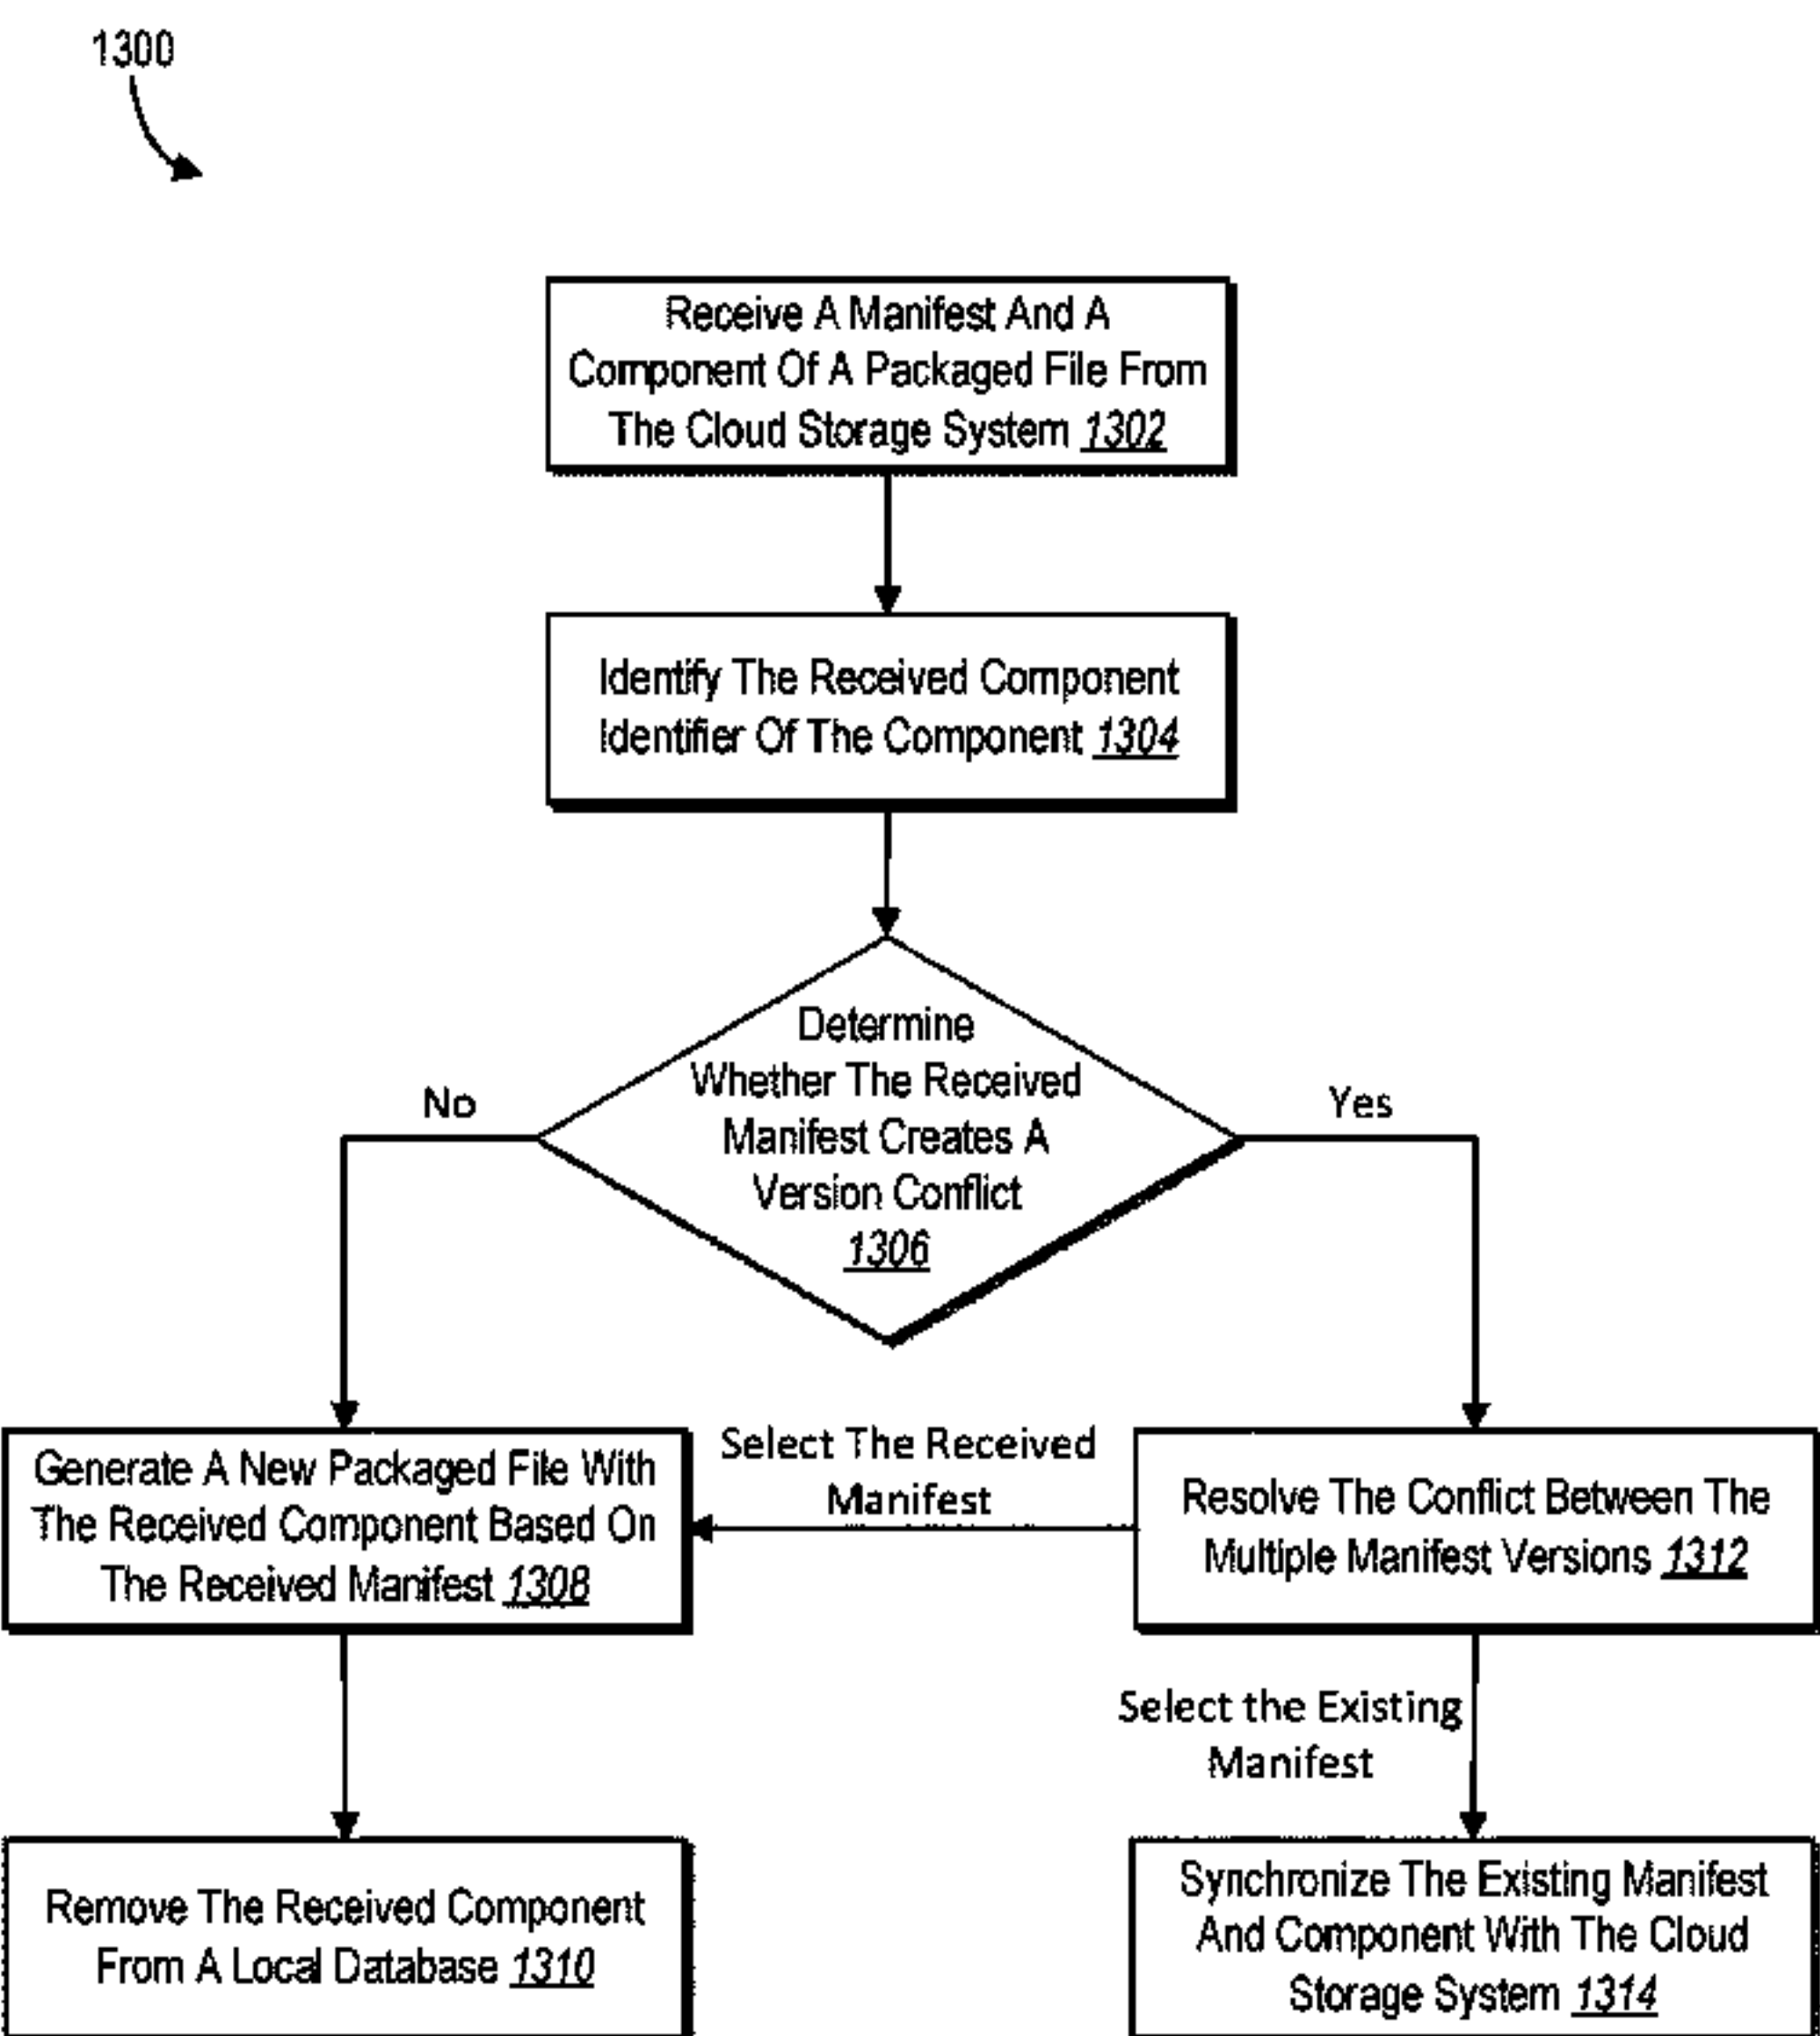 1300
Receive A Manifest And A
Component Of A Packaged File From
The Cloud Storage System 1302
Identify The Received Component
Identifier Of The Component 1304
Determine
Whether The Received
Manifest Creates A
Version Conflict
1306
No
Yes
Generate A New Packaged File With
The Received Component Based On
The Received Manifest 1308
Select The Received
Manifest
Resolve The Conflict Between The
Multiple Manifest Versions 1312
Select the Existing
Manifest
Remove The Received Component
From A Local Database 1310
Synchronize The Existing Manifest
And Component With The Cloud
Storage System 1314